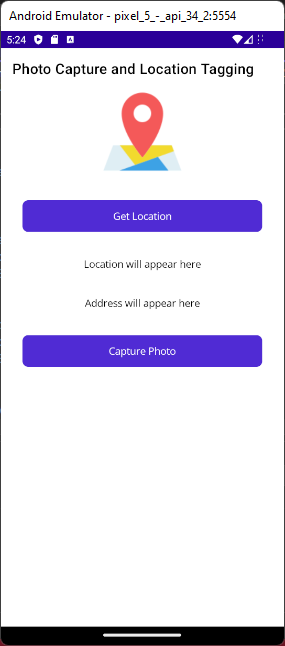 Android Emulator - pixel_5_-_api_34_2:5554
5:24
Photo Capture and Location Tagging
Get Location
Location will appear here
Address will appear here
Capture Photo